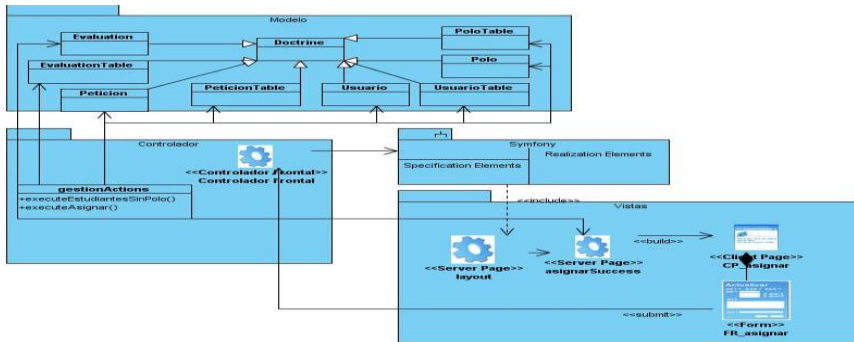 Modelo
Evaluation
Doctrine
PoloTable
EvaluationTable
Polo
Peticion
PeticionTable
Usuario
UsuarioTable
Controlador
<<Controlador Frontal>>
Controlador Frontal
gestionActions
+executeEstudiantesSinPolo()
+executeAsignar()
Symfony
Specification Elements
Realization Elements
<<include>>
Vistas
<<Server Page>>
layout
<<Server Page>>
asignarSuccess
<<build>>
<<Client Page>>
CP_asignar
Actualizar
<<submit>>
<<Form>>
FR_asignar